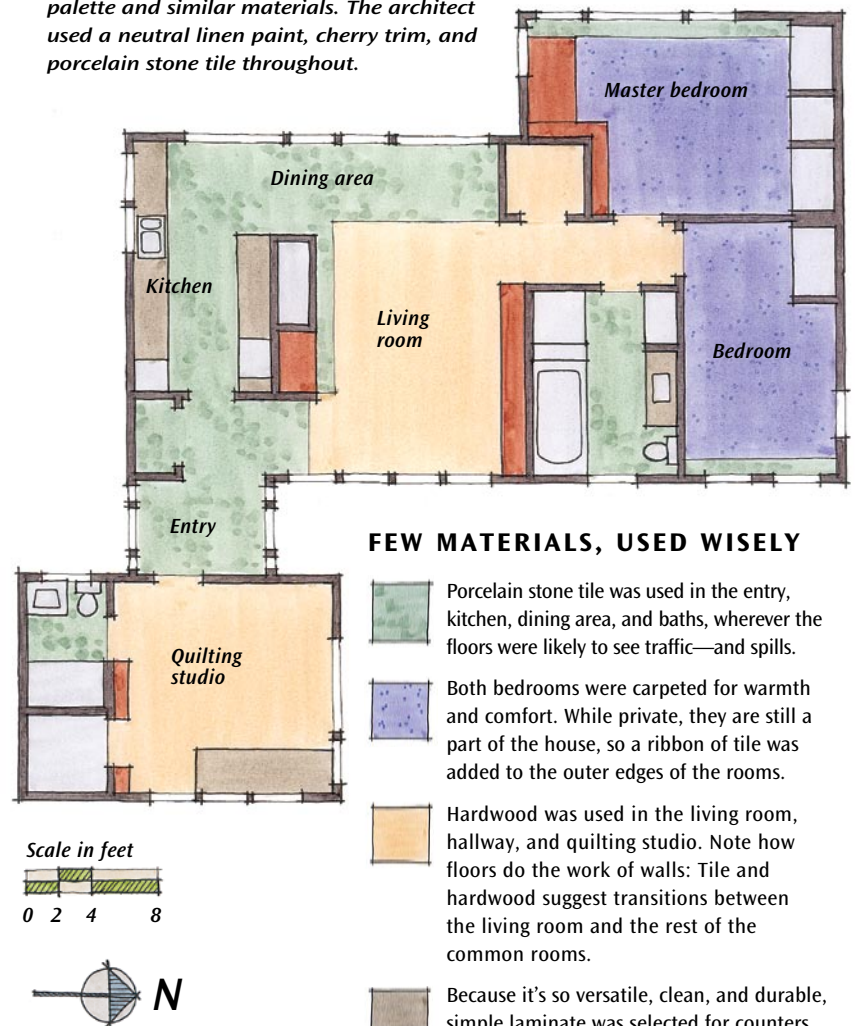 palette and similar materials. The architect
used a neutral linen paint, cherry trim, and
porcelain stone tile throughout.
Master bedroom
Dining area
Kitchen
Living
room
Bedroom
Entry
Quilting
studio
FEW MATERIALS, USED WISELY
Porcelain stone tile was used in the entry,
kitchen, dining area, and baths, wherever the
floors were likely to see traffic—and spills.
Both bedrooms were carpeted for warmth
and comfort. While private, they are still a
part of the house, so a ribbon of tile was
added to the outer edges of the rooms.
Hardwood was used in the living room,
hallway, and quilting studio. Note how
floors do the work of walls: Tile and
hardwood suggest transitions between
the living room and the rest of the
common rooms.
Because it's so versatile, clean, and durable,
simple laminate was selected for counters
Scale in feet
0 2 4 8
N